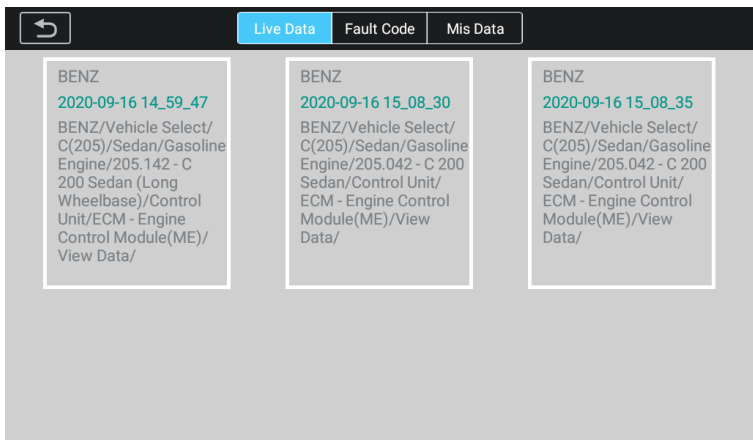 Live Data
Fault Code
Mis Data
BENZ
2020-09-16 14_59_47
BENZ/Vehicle Select/
C(205)/Sedan/Gasoline
Engine/205.142 - C
200 Sedan (Long
Wheelbase)/Control
Unit/ECM - Engine
Control Module(ME)/
View Data/
BENZ
2020-09-16 15_08_30
BENZ/Vehicle Select/
C(205)/Sedan/Gasoline
Engine/205.042 - C 200
Sedan/Control Unit/
ECM - Engine Control
Module(ME)/View
Data/
BENZ
2020-09-16 15_08_35
BENZ/Vehicle Select/
C(205)/Sedan/Gasoline
Engine/205.042 - C 200
Sedan/Control Unit/
ECM - Engine Control
Module(ME)/View
Data/